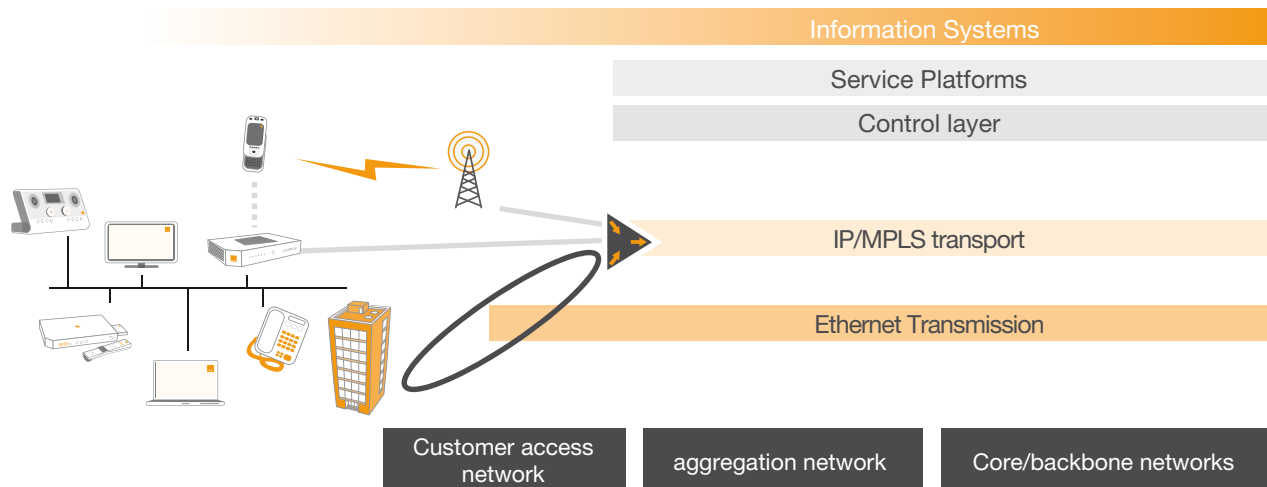 Information Systems
Service Platforms
Control layer
IP/MPLS transport
Ethernet Transmission
Customer access
network
aggregation network
Core/backbone networks